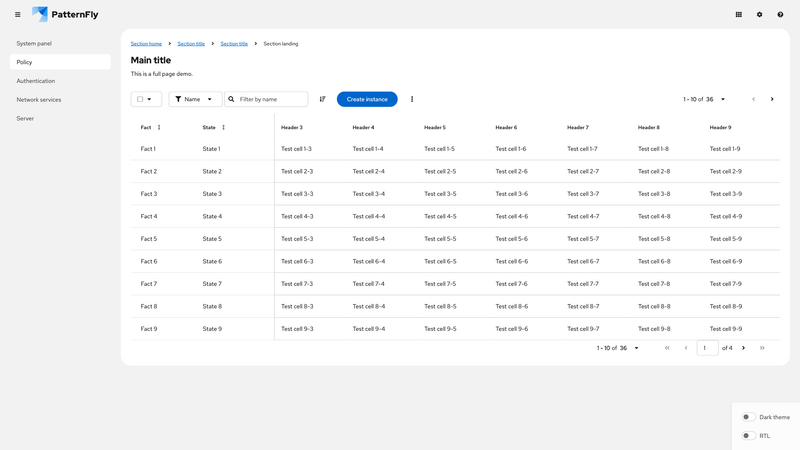 PatternFly
System panel
Policy
Authentication
Network services
Server
Section home Section title Section title Section landing
Main title
This is a full page demo.
Name Filter by name Create instance 1 - 10 of 36
Fact State Header 3 Header 4 Header 5 Header 6 Header 7 Header 8 Header 9
Fact 1 State 1 Test cell 1-3 Test cell 1-4 Test cell 1-5 Test cell 1-6 Test cell 1-7 Test cell 1-8 Test cell 1-9
Fact 2 State 2 Test cell 2-3 Test cell 2-4 Test cell 2-5 Test cell 2-6 Test cell 2-7 Test cell 2-8 Test cell 2-9
Fact 3 State 3 Test cell 3-3 Test cell 3-4 Test cell 3-5 Test cell 3-6 Test cell 3-7 Test cell 3-8 Test cell 3-9
Fact 4 State 4 Test cell 4-3 Test cell 4-4 Test cell 4-5 Test cell 4-6 Test cell 4-7 Test cell 4-8 Test cell 4-9
Fact 5 State 5 Test cell 5-3 Test cell 5-4 Test cell 5-5 Test cell 5-6 Test cell 5-7 Test cell 5-8 Test cell 5-9
Fact 6 State 6 Test cell 6-3 Test cell 6-4 Test cell 6-5 Test cell 6-6 Test cell 6-7 Test cell 6-8 Test cell 6-9
Fact 7 State 7 Test cell 7-3 Test cell 7-4 Test cell 7-5 Test cell 7-6 Test cell 7-7 Test cell 7-8 Test cell 7-9
Fact 8 State 8 Test cell 8-3 Test cell 8-4 Test cell 8-5 Test cell 8-6 Test cell 8-7 Test cell 8-8 Test cell 8-9
Fact 9 State 9 Test cell 9-3 Test cell 9-4 Test cell 9-5 Test cell 9-6 Test cell 9-7 Test cell 9-8 Test cell 9-9
1 - 10 of 36 1 of 4
Dark theme
RTL